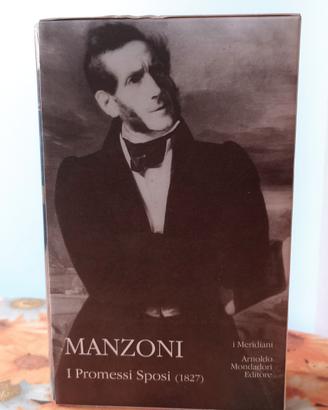 MANZONI
I Promessi Sposi (1827)
i Meridiani
Arnoldo
Mondadori
Editore